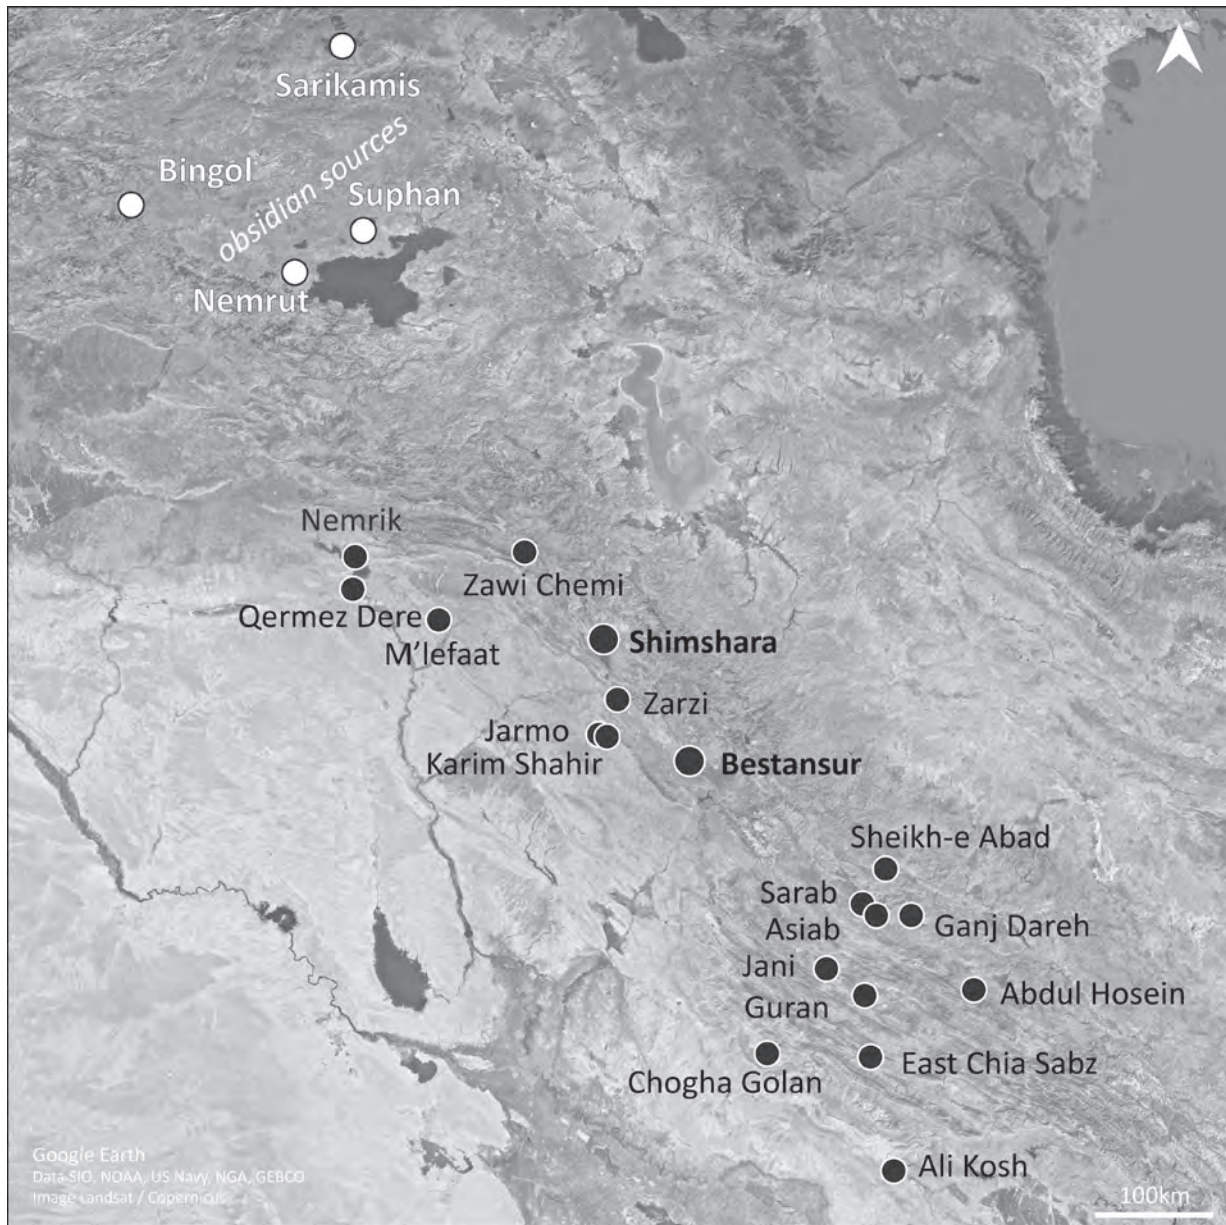 Sarikamis
obsidian sources
Bingol
Suphan
Nemrut
Nemrik
Zawi Chemi
Qermez Dere
M'lefaat
Shimshara
Zarzi
Jarmo
Karim Shahir
Bestansur
Sheikh-e Abad
Sarab
Asiab
Ganj Dareh
Jani
Guran
Abdul Hosein
East Chia Sabz
Chogha Golan
Ali Kosh
Google Earth
Data SIO, NOAA, US Navy, NGA, GEBCO
Image Landsat / Copernicus
100km